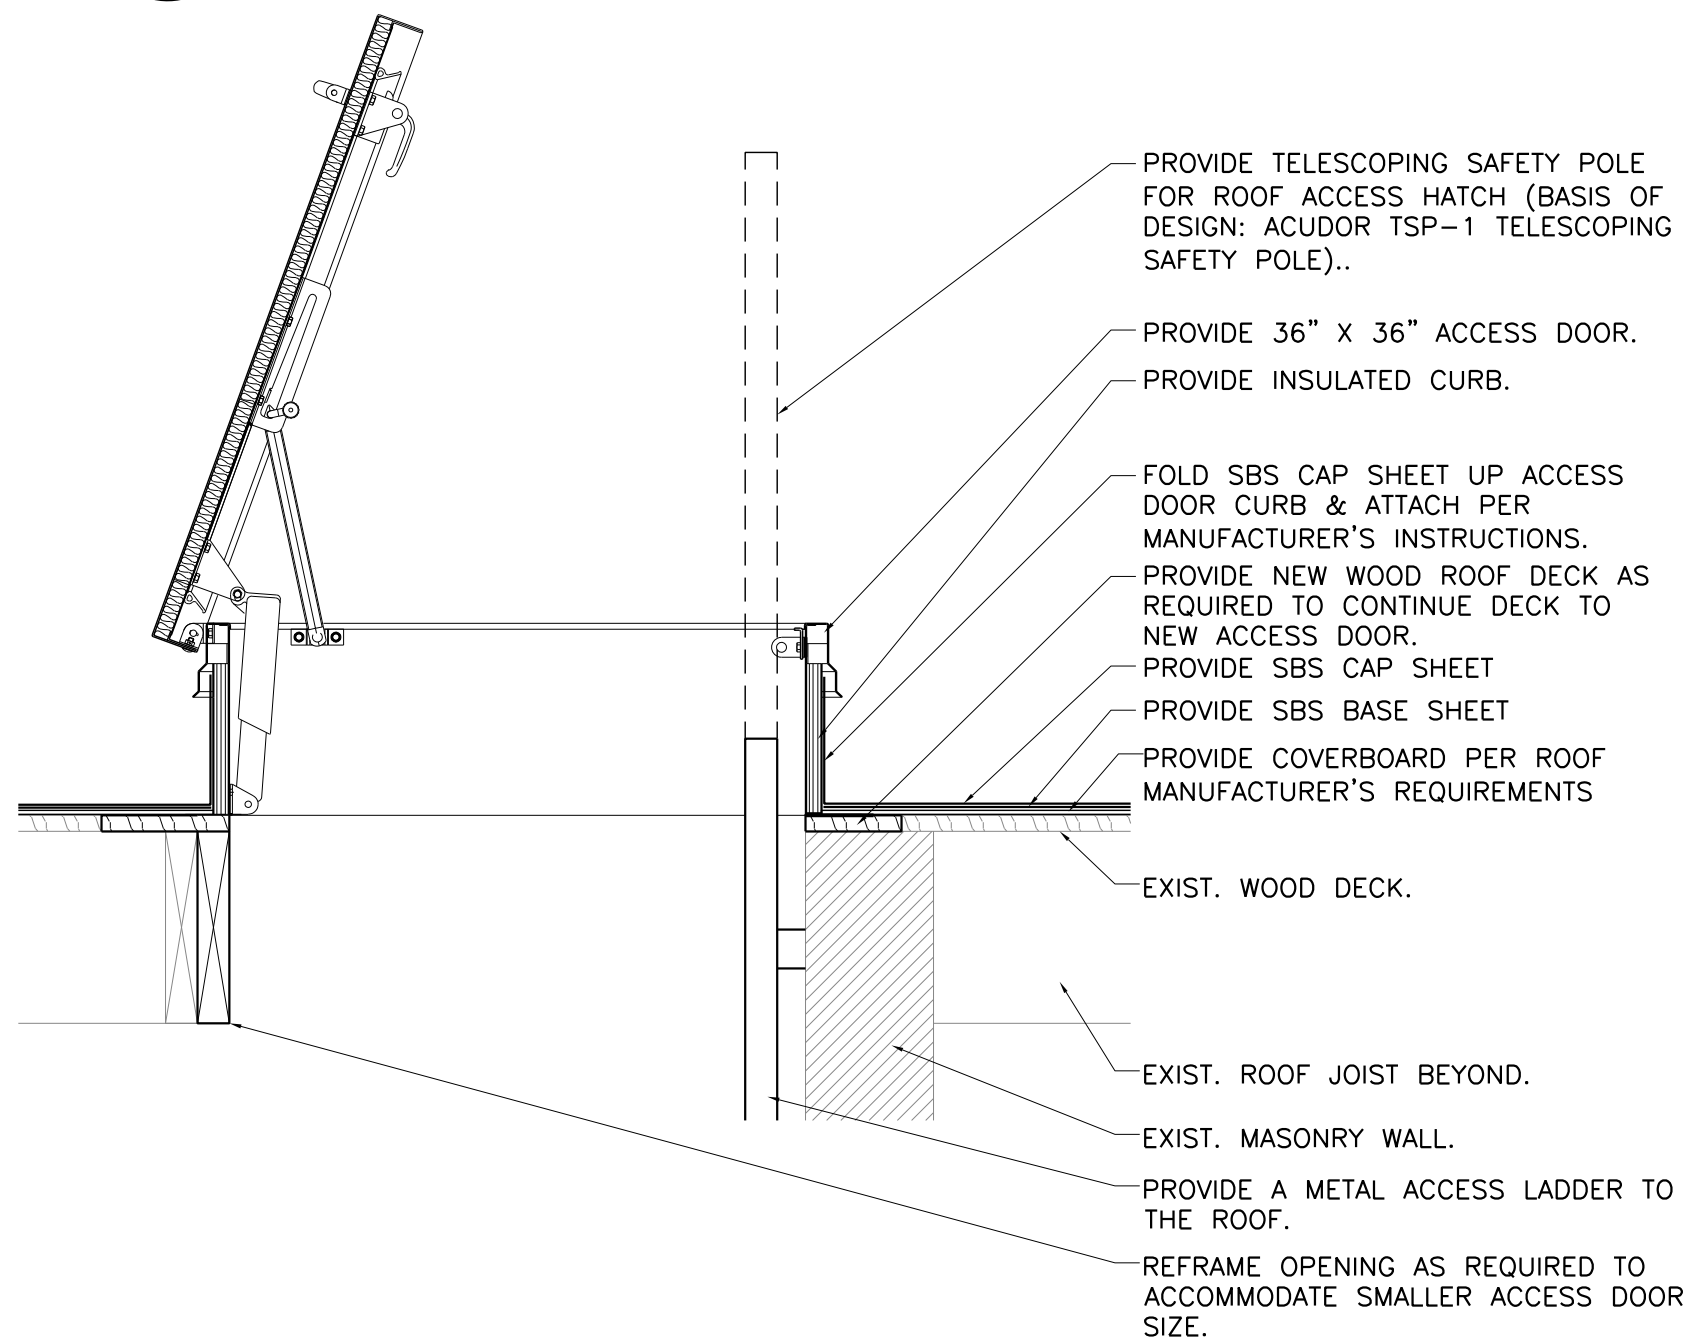 PROVIDE TELESCOPING SAFETY POLE
FOR ROOF ACCESS HATCH (BASIS OF
DESIGN: ACUDOR TSP-1 TELESCOPING
SAFETY POLE)..
PROVIDE 36" X 36" ACCESS DOOR.
PROVIDE INSULATED CURB.
FOLD SBS CAP SHEET UP ACCESS
DOOR CURB & ATTACH PER
MANUFACTURER'S INSTRUCTIONS.
PROVIDE NEW WOOD ROOF DECK AS
REQUIRED TO CONTINUE DECK TO
NEW ACCESS DOOR.
PROVIDE SBS CAP SHEET
PROVIDE SBS BASE SHEET
PROVIDE COVERBOARD PER ROOF
MANUFACTURER'S REQUIREMENTS
EXIST. WOOD DECK.
EXIST. ROOF JOIST BEYOND.
EXIST. MASONRY WALL.
PROVIDE A METAL ACCESS LADDER TO
THE ROOF.
REFRAME OPENING AS REQUIRED TO
ACCOMMODATE SMALLER ACCESS DOOR
SIZE.